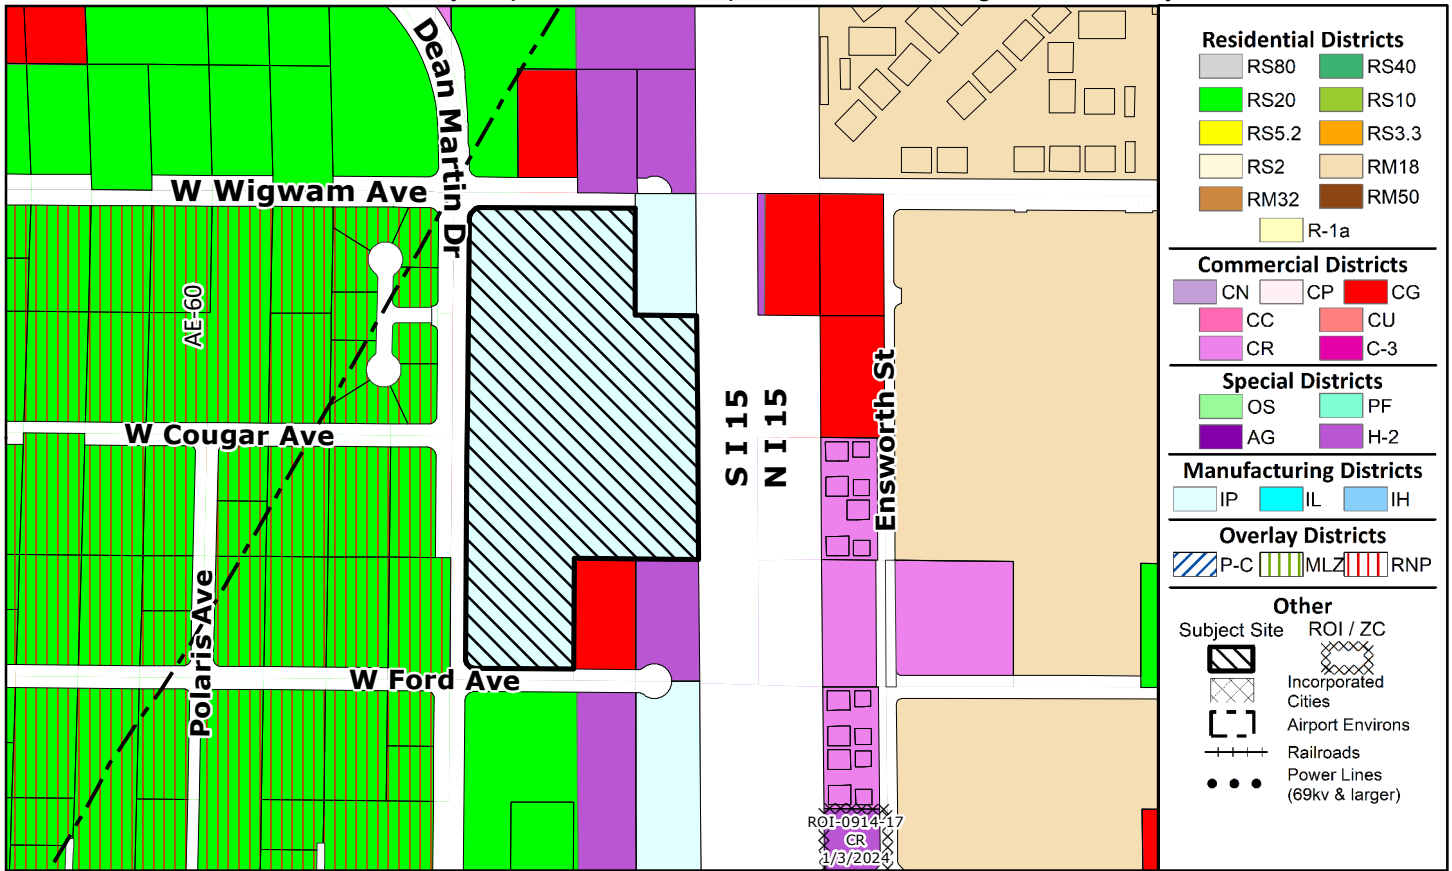 Dean Martin Dr
W Wigwam Ave
AE-60
W Cougar Ave
S I 15
N I 15
Ensworth St
Polaris Ave
W Ford Ave
ROI-0914-17
CR
1/3/2024
Residential Districts
RS80
RS40
RS20
RS10
RS5.2
RS3.3
RS2
RM18
RM32
RM50
R-1a
Commercial Districts
CN
CP
CG
CC
CU
CR
C-3
Special Districts
OS
PF
AG
H-2
Manufacturing Districts
IP
IL
IH
Overlay Districts
P-C
MLZ
RNP
Other
Subject Site
ROI / ZC
Incorporated
Cities
Airport Environs
Railroads
Power Lines
(69kv & larger)